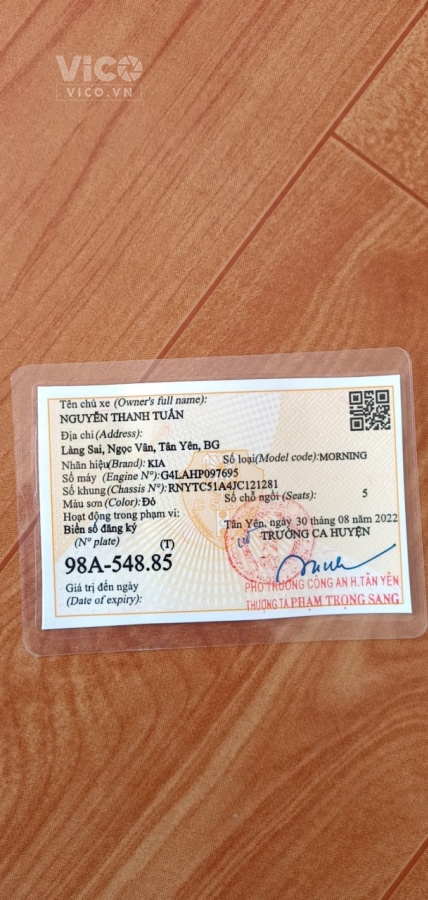 VICO
VICO.VN
Tên chủ xe (Owner's full name):
NGUYỄN THANH TUẤN
Địa chỉ (Address):
Làng Sai, Ngọc Vân, Tân Yên, BG
Nhãn hiệu(Brand): KIA Số loại(Model code):MORNING
Số máy (Engine N°):G4LAHP097695
Số khung(Chassis N°):RNYTC51A4JC121281
Màu sơn (Color):Đỏ Số chỗ ngồi (Seats): 5
Hoạt động trong phạm vi:
Biển số đăng ký Tân Yên, ngày 30 tháng 08 năm 2022
(N° plate) (T) TRƯỞNG CA HUYỆN
98A-548.85
Giá trị đến ngày PHÓ TRƯỞNG CÔNG AN H.TÂN YÊN
(Date of expiry): THƯỢNG TÁ PHẠM TRỌNG SANG